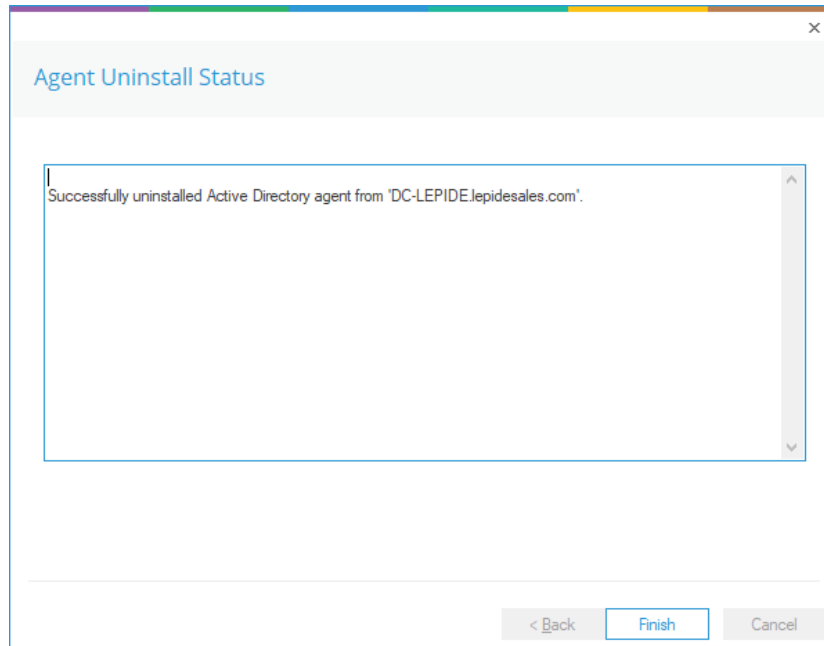 Agent Uninstall Status
Successfully uninstalled Active Directory agent from 'DC-LEPIDE.lepidesales.com'.
< Back
Finish
Cancel